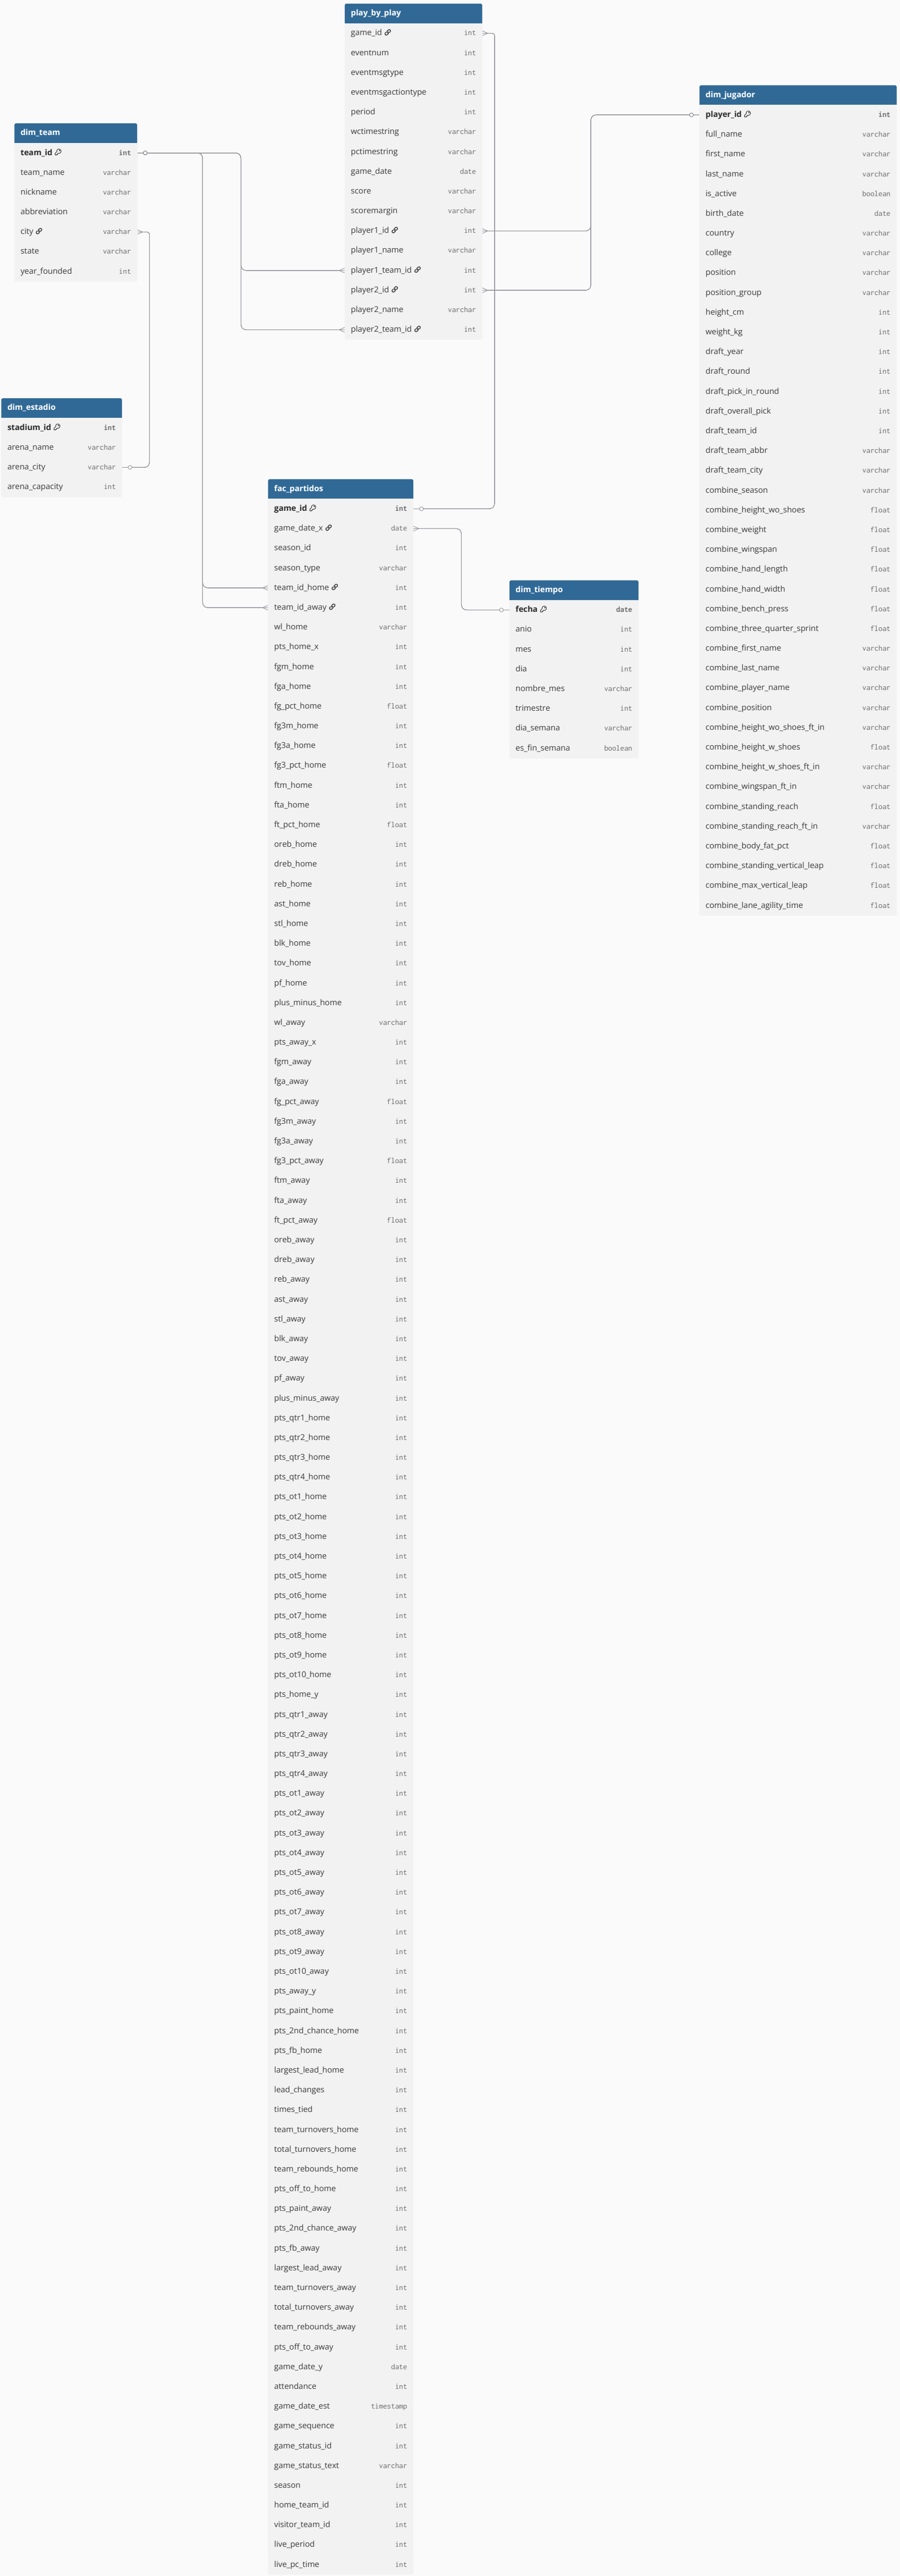 play_by_play
game_id int
eventnum int
eventmsgtype int
eventmsgactiontype int
period int
wctimestring varchar
pctimestring varchar
game_date date
score varchar
scoremargin varchar
player1_id int
player1_name varchar
player1_team_id int
player2_id int
player2_name varchar
player2_team_id int
dim_jugador
player_id int
full_name varchar
first_name varchar
last_name varchar
is_active boolean
birth_date date
country varchar
college varchar
position varchar
position_group varchar
height_cm int
weight_kg int
draft_year int
draft_round int
draft_pick_in_round int
draft_overall_pick int
draft_team_id int
draft_team_abbr varchar
draft_team_city varchar
combine_season varchar
combine_height_wo_shoes float
combine_weight float
combine_wingspan float
combine_hand_length float
combine_hand_width float
combine_bench_press float
combine_three_quarter_sprint float
combine_first_name varchar
combine_last_name varchar
combine_player_name varchar
combine_position varchar
combine_height_wo_shoes_ft_in varchar
combine_height_w_shoes float
combine_height_w_shoes_ft_in varchar
combine_wingspan_ft_in varchar
combine_standing_reach float
combine_standing_reach_ft_in varchar
combine_body_fat_pct float
combine_standing_vertical_leap float
combine_max_vertical_leap float
combine_lane_agility_time float
dim_team
team_id int
team_name varchar
nickname varchar
abbreviation varchar
city varchar
state varchar
year_founded int
dim_estadio
stadium_id int
arena_name varchar
arena_city varchar
arena_capacity int
fac_partidos
game_id int
game_date_x date
season_id int
season_type varchar
team_id_home int
team_id_away int
wl_home varchar
pts_home_x int
fgm_home int
fga_home int
fg_pct_home float
fg3m_home int
fg3a_home int
fg3_pct_home float
ftm_home int
fta_home int
ft_pct_home float
oreb_home int
dreb_home int
reb_home int
ast_home int
stl_home int
blk_home int
tov_home int
pf_home int
plus_minus_home int
wl_away varchar
pts_away_x int
fgm_away int
fga_away int
fg_pct_away float
fg3m_away int
fg3a_away int
fg3_pct_away float
ftm_away int
fta_away int
ft_pct_away float
oreb_away int
dreb_away int
reb_away int
ast_away int
stl_away int
blk_away int
tov_away int
pf_away int
plus_minus_away int
pts_qtr1_home int
pts_qtr2_home int
pts_qtr3_home int
pts_qtr4_home int
pts_ot1_home int
pts_ot2_home int
pts_ot3_home int
pts_ot4_home int
pts_ot5_home int
pts_ot6_home int
pts_ot7_home int
pts_ot8_home int
pts_ot9_home int
pts_ot10_home int
pts_home_y int
pts_qtr1_away int
pts_qtr2_away int
pts_qtr3_away int
pts_qtr4_away int
pts_ot1_away int
pts_ot2_away int
pts_ot3_away int
pts_ot4_away int
pts_ot5_away int
pts_ot6_away int
pts_ot7_away int
pts_ot8_away int
pts_ot9_away int
pts_ot10_away int
pts_away_y int
pts_paint_home int
pts_2nd_chance_home int
pts_fb_home int
largest_lead_home int
lead_changes int
times_tied int
team_turnovers_home int
total_turnovers_home int
team_rebounds_home int
pts_off_to_home int
pts_paint_away int
pts_2nd_chance_away int
pts_fb_away int
largest_lead_away int
team_turnovers_away int
total_turnovers_away int
team_rebounds_away int
pts_off_to_away int
game_date_y date
attendance int
game_date_est timestamp
game_sequence int
game_status_id int
game_status_text varchar
season int
home_team_id int
visitor_team_id int
live_period int
live_pc_time int
dim_tiempo
fecha date
anio int
mes int
dia int
nombre_mes varchar
trimestre int
dia_semana varchar
es_fin_semana boolean